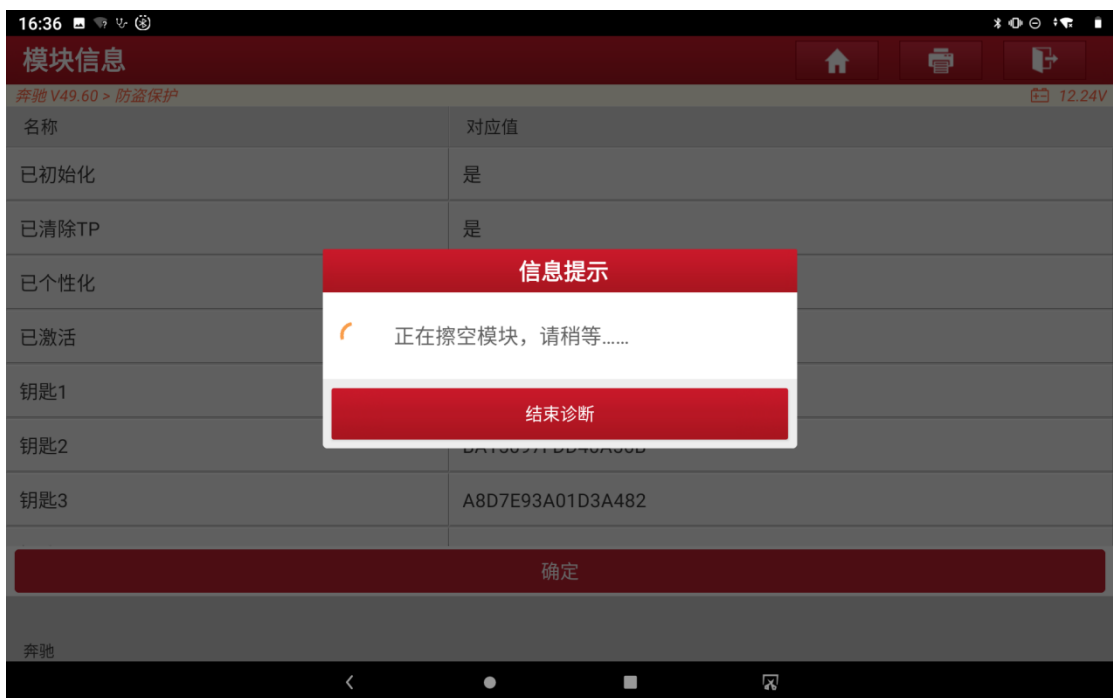 16:36
模块信息
奔驰 V49.60 > 防盗保护 12.24V
名称 对应值
已初始化 是
已清除TP 是
信息提示
已个性化
正在擦空模块，请稍等……
已激活
钥匙1
结束诊断
钥匙2
钥匙3 A8D7E93A01D3A482
确定
奔驰